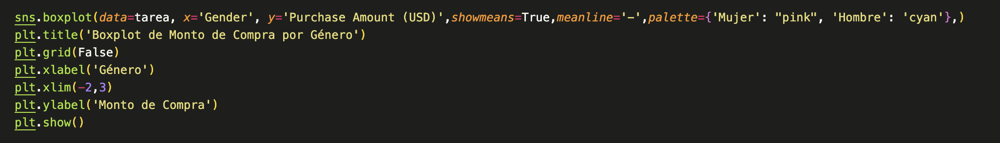 sns.boxplot(data=tarea, x='Gender', y='Purchase Amount (USD)',showmeans=True,meanline='-',palette={'Mujer': "pink", 'Hombre': 'cyan'},)
plt.title('Boxplot de Monto de Compra por Género')
plt.grid(False)
plt.xlabel('Género')
plt.xlim(-2,3)
plt.ylabel('Monto de Compra')
plt.show()